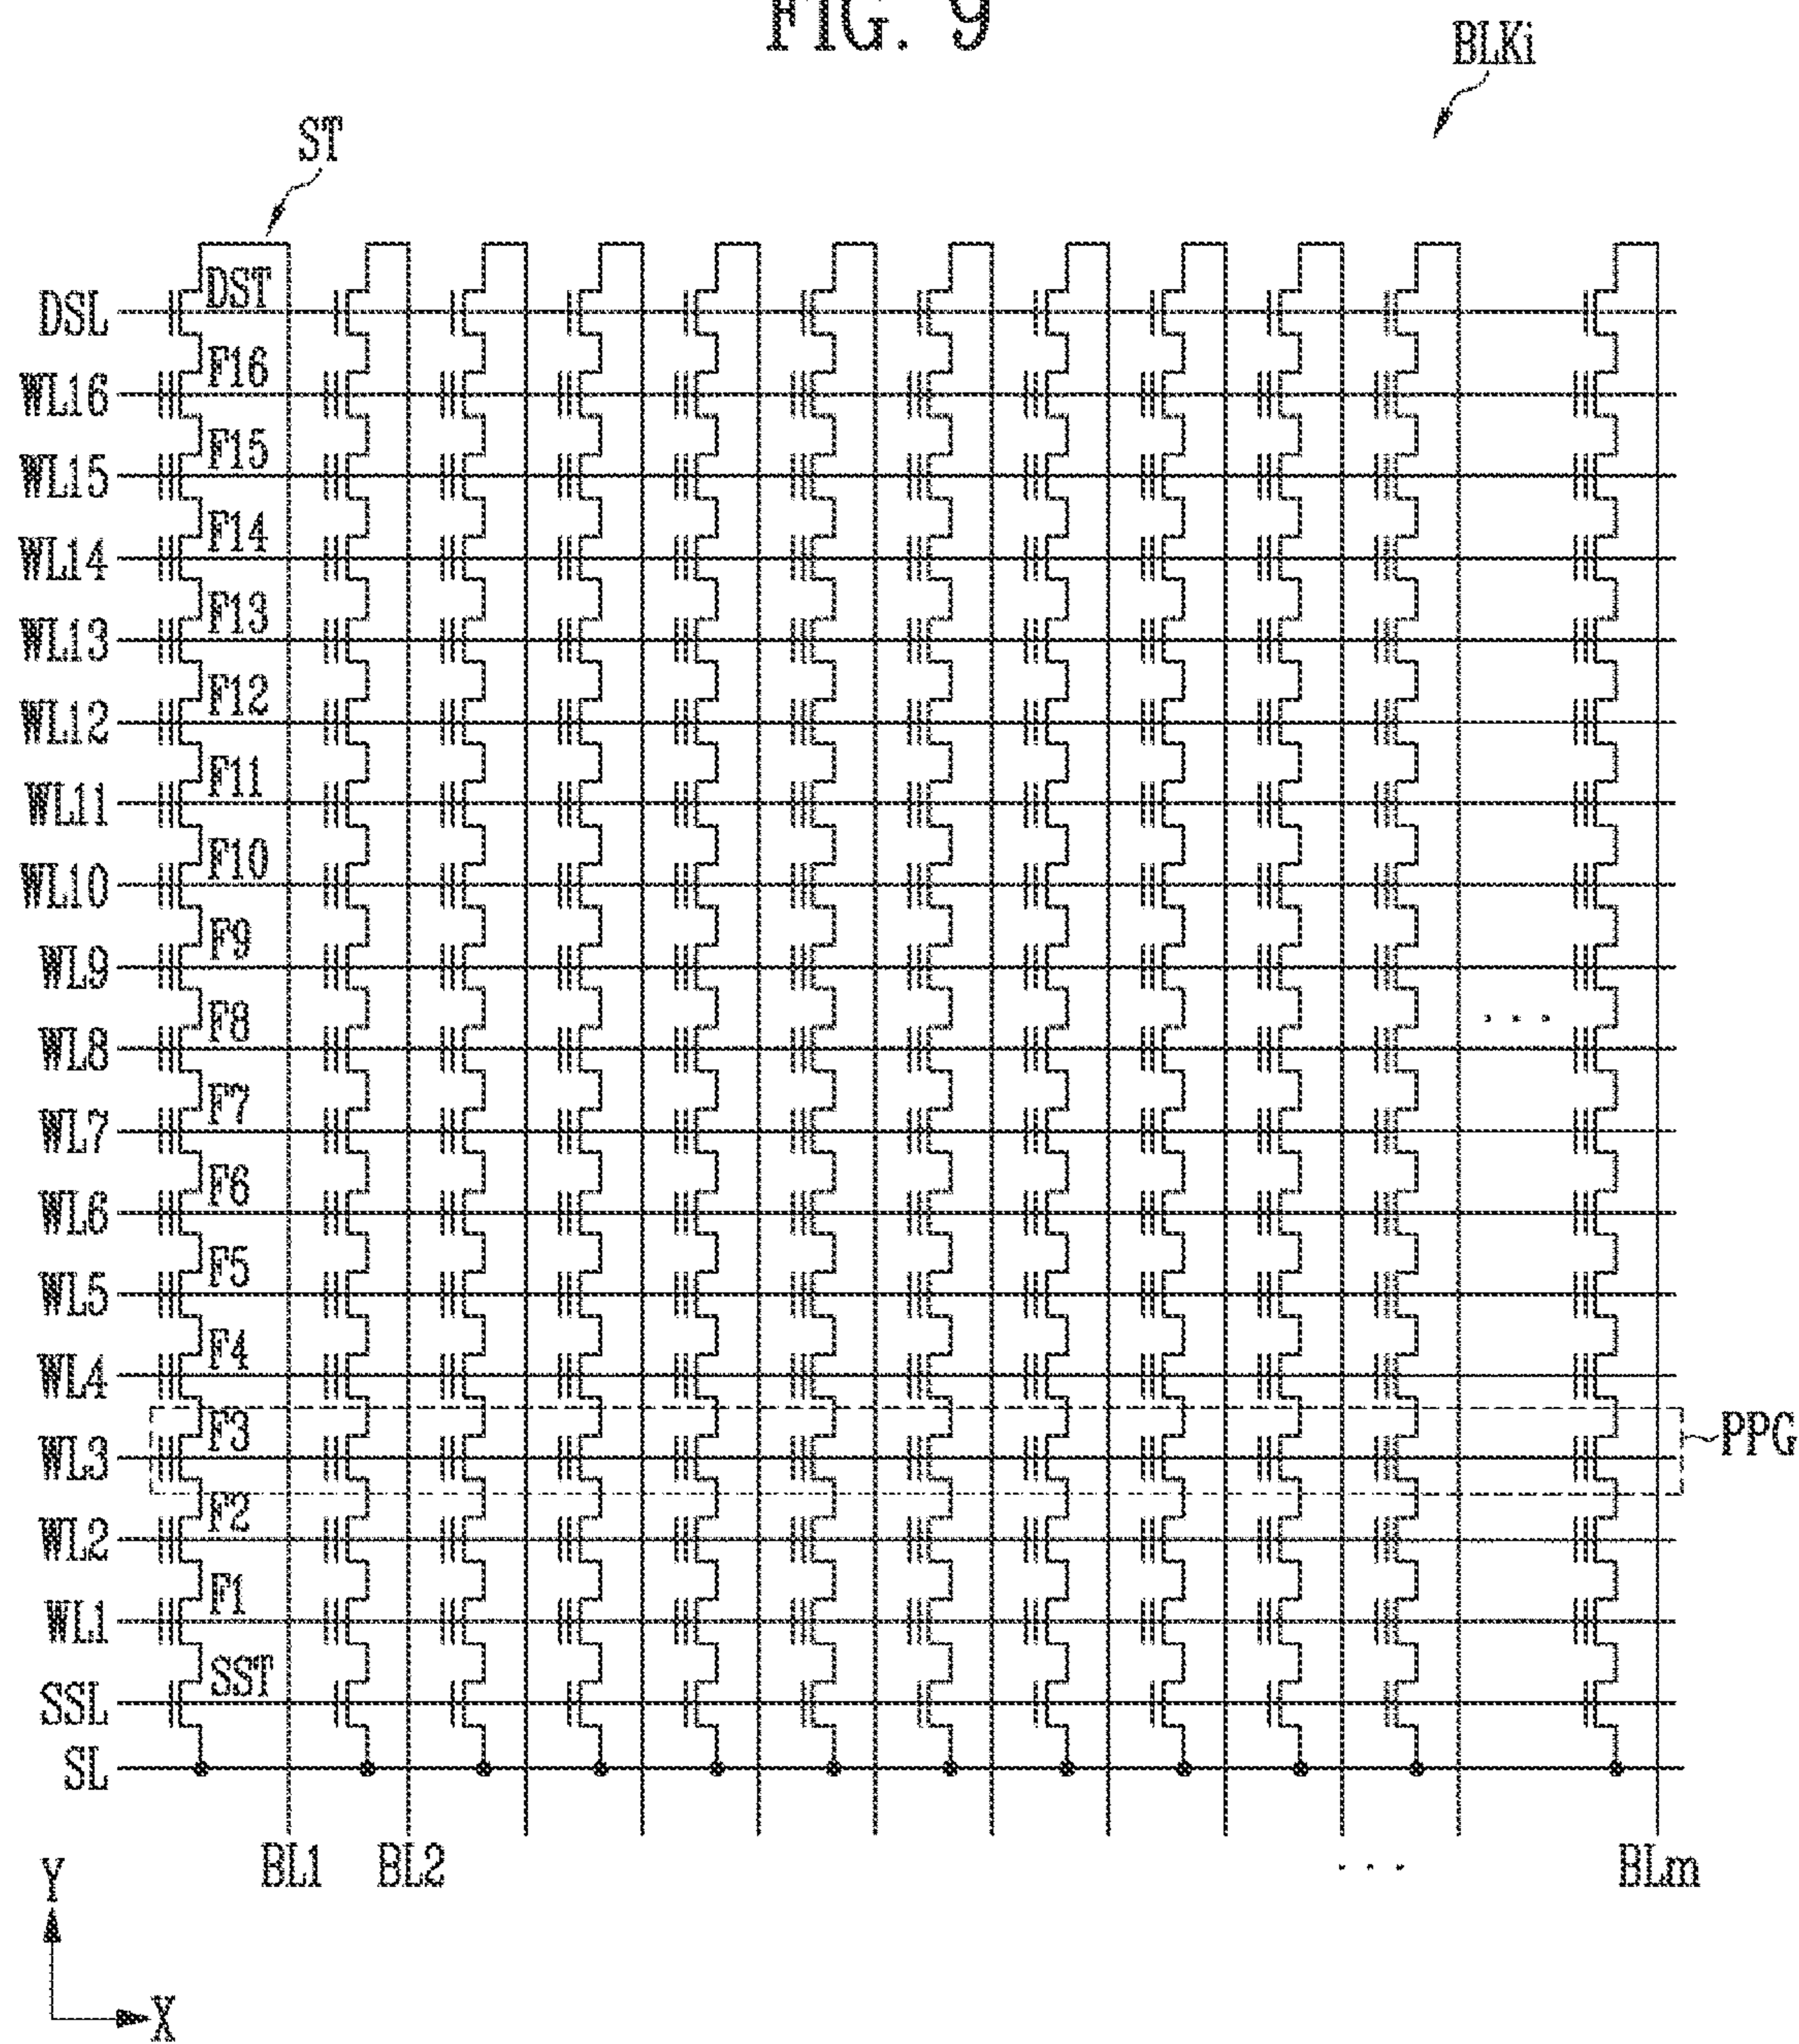 FIG. 9
BLKi
ST
DSL
DST
WL16
F16
WL15
F15
WL14
F14
WL13
F13
WL12
F12
WL11
F11
WL10
F10
WL9
F9
WL8
F8
. . .
WL7
F7
WL6
F6
WL5
F5
WL4
F4
WL3
F3
PPG
WL2
F2
WL1
F1
SSL
SST
SL
BL1
BL2
. . .
BLm
Y
X